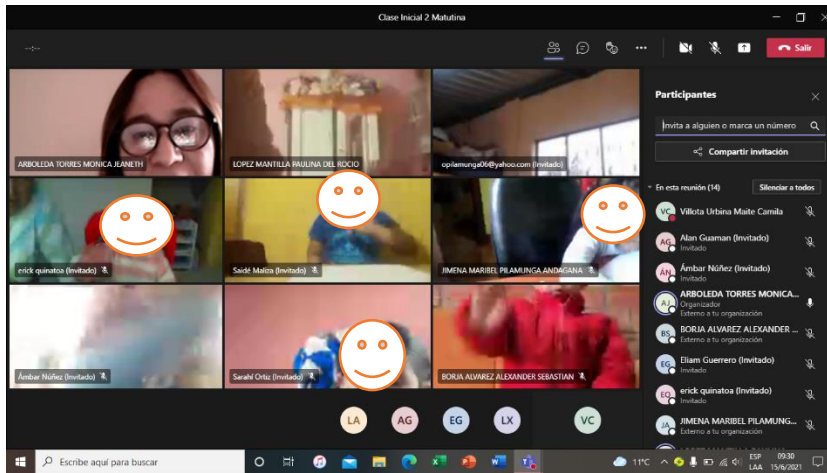 Clase Inicial 2 Matutina
--:--
Salir
ARBOLEDA TORRES MONICA JEANETH
LOPEZ MANTILLA PAULINA DEL ROCIO
opilamunga06@yahoo.com (Invitado)
erick quinatoa (Invitado)
Saidé Maliza (Invitado)
JIMENA MARIBEL PILAMUNGA ANDAGANA
Ámbar Núñez (Invitado)
Sarahí Ortiz (Invitado)
BORJA ALVAREZ ALEXANDER SEBASTIAN
LA
AG
EG
LX
VC
Participantes
Invita a alguien o marca un número
Compartir invitación
En esta reunión (14)
Silenciar a todos
VC
Villota Urbina Maite Camila
AG
Alan Guaman (Invitado)
Invitado
ÁN
Ámbar Núñez (Invitado)
Invitado
AJ
ARBOLEDA TORRES MONICA...
Organizador
Externo a tu organización
BS
BORJA ALVAREZ ALEXANDER ...
Externo a tu organización
EG
Eliam Guerrero (Invitado)
Invitado
EQ
erick quinatoa (Invitado)
Invitado
JA
JIMENA MARIBEL PILAMUNG...
Externo a tu organización
Escribe aquí para buscar
11°C
ESP
LAA
09:30
15/6/2021